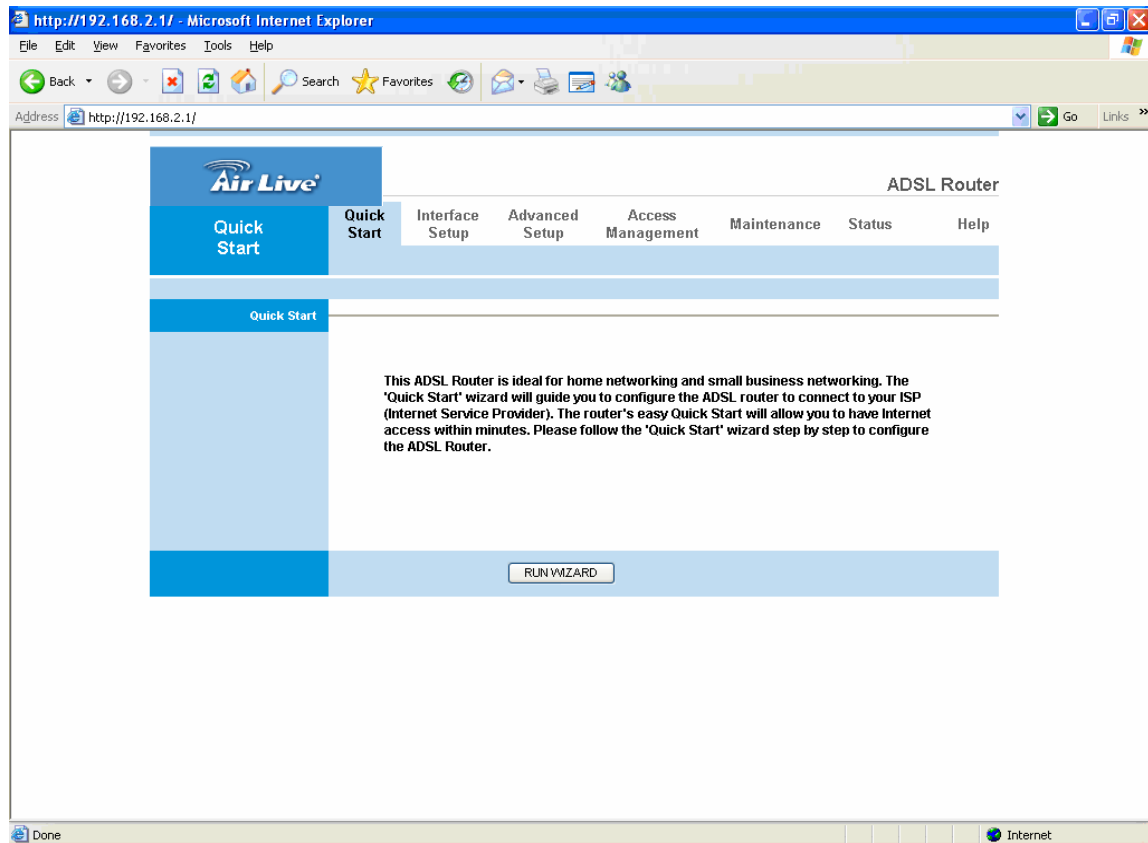 http://192.168.2.1/ - Microsoft Internet Explorer
File Edit View Favorites Tools Help
Back Search Favorites
Address http://192.168.2.1/ Go Links »
Air Live
ADSL Router
Quick Start
Quick Start
Interface Setup
Advanced Setup
Access Management
Maintenance
Status
Help
Quick Start
This ADSL Router is ideal for home networking and small business networking. The
'Quick Start' wizard will guide you to configure the ADSL router to connect to your ISP
(Internet Service Provider). The router's easy Quick Start will allow you to have Internet
access within minutes. Please follow the 'Quick Start' wizard step by step to configure
the ADSL Router.
RUN WIZARD
Done
Internet